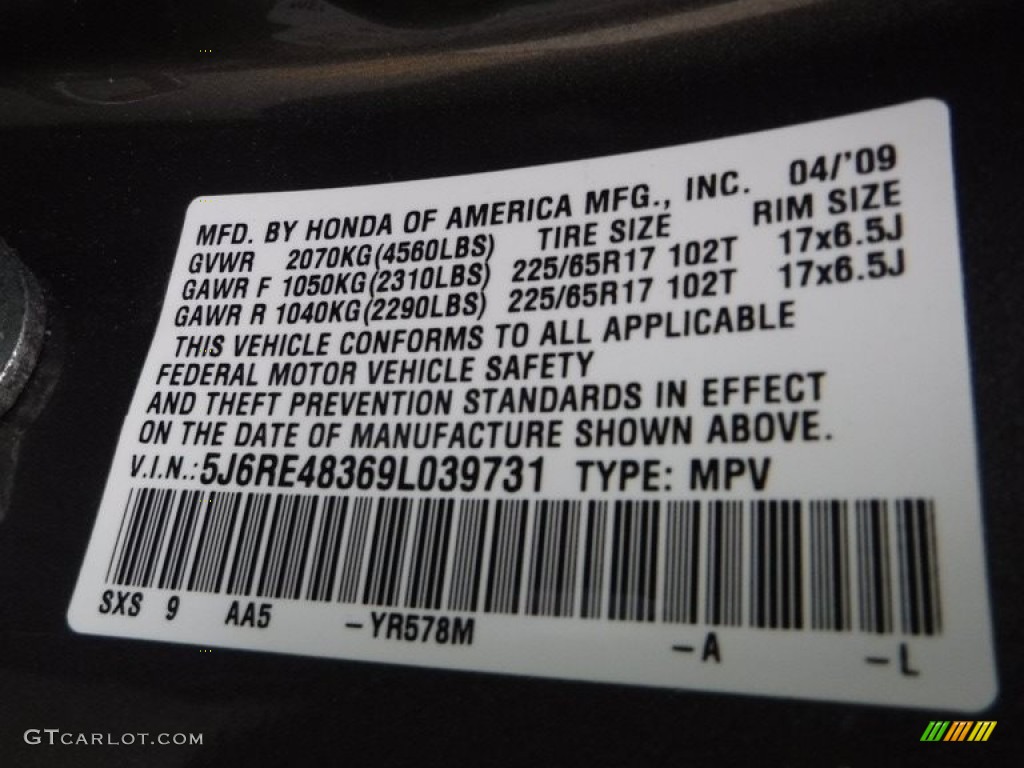 MFD. BY HONDA OF AMERICA MFG., INC. 04/'09
GVWR 2070KG(4560LBS) TIRE SIZE RIM SIZE
GAWR F 1050KG(2310LBS) 225/65R17 102T 17x6.5J
GAWR R 1040KG(2290LBS) 225/65R17 102T 17x6.5J
THIS VEHICLE CONFORMS TO ALL APPLICABLE
FEDERAL MOTOR VEHICLE SAFETY
AND THEFT PREVENTION STANDARDS IN EFFECT
ON THE DATE OF MANUFACTURE SHOWN ABOVE.
V.I.N.:5J6RE48369L039731 TYPE: MPV
SXS 9 AA5 -YR578M -A -L
GTCARLOT.COM